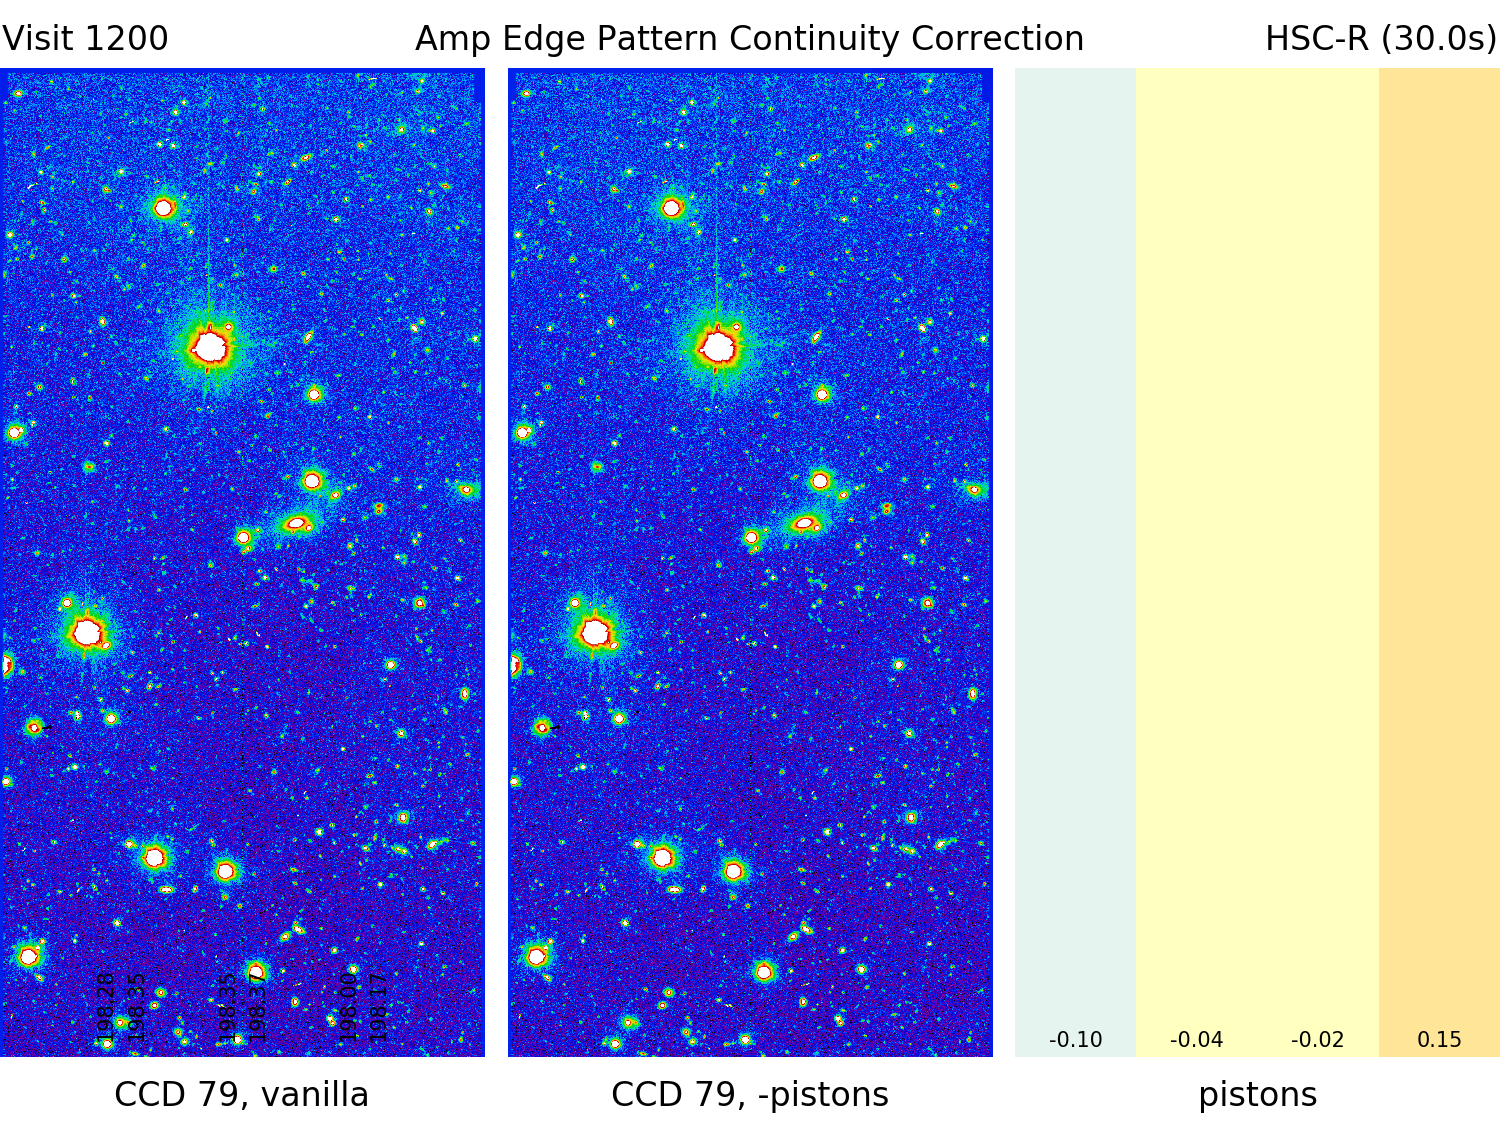 Visit 1200 Amp Edge Pattern Continuity Correction HSC-R (30.0s)
198.28 198.35 198.35 198.37 198.00 198.17
-0.10 -0.04 -0.02 0.15
CCD 79, vanilla CCD 79, -pistons pistons